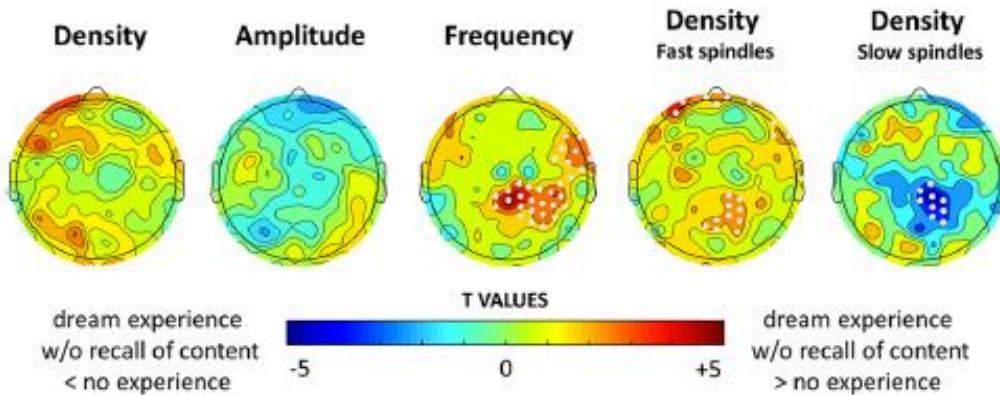 Density
Amplitude
Frequency
Density
Fast spindles
Density
Slow spindles
T VALUES
dream experience
w/o recall of content
< no experience
-5
0
+5
dream experience
w/o recall of content
> no experience